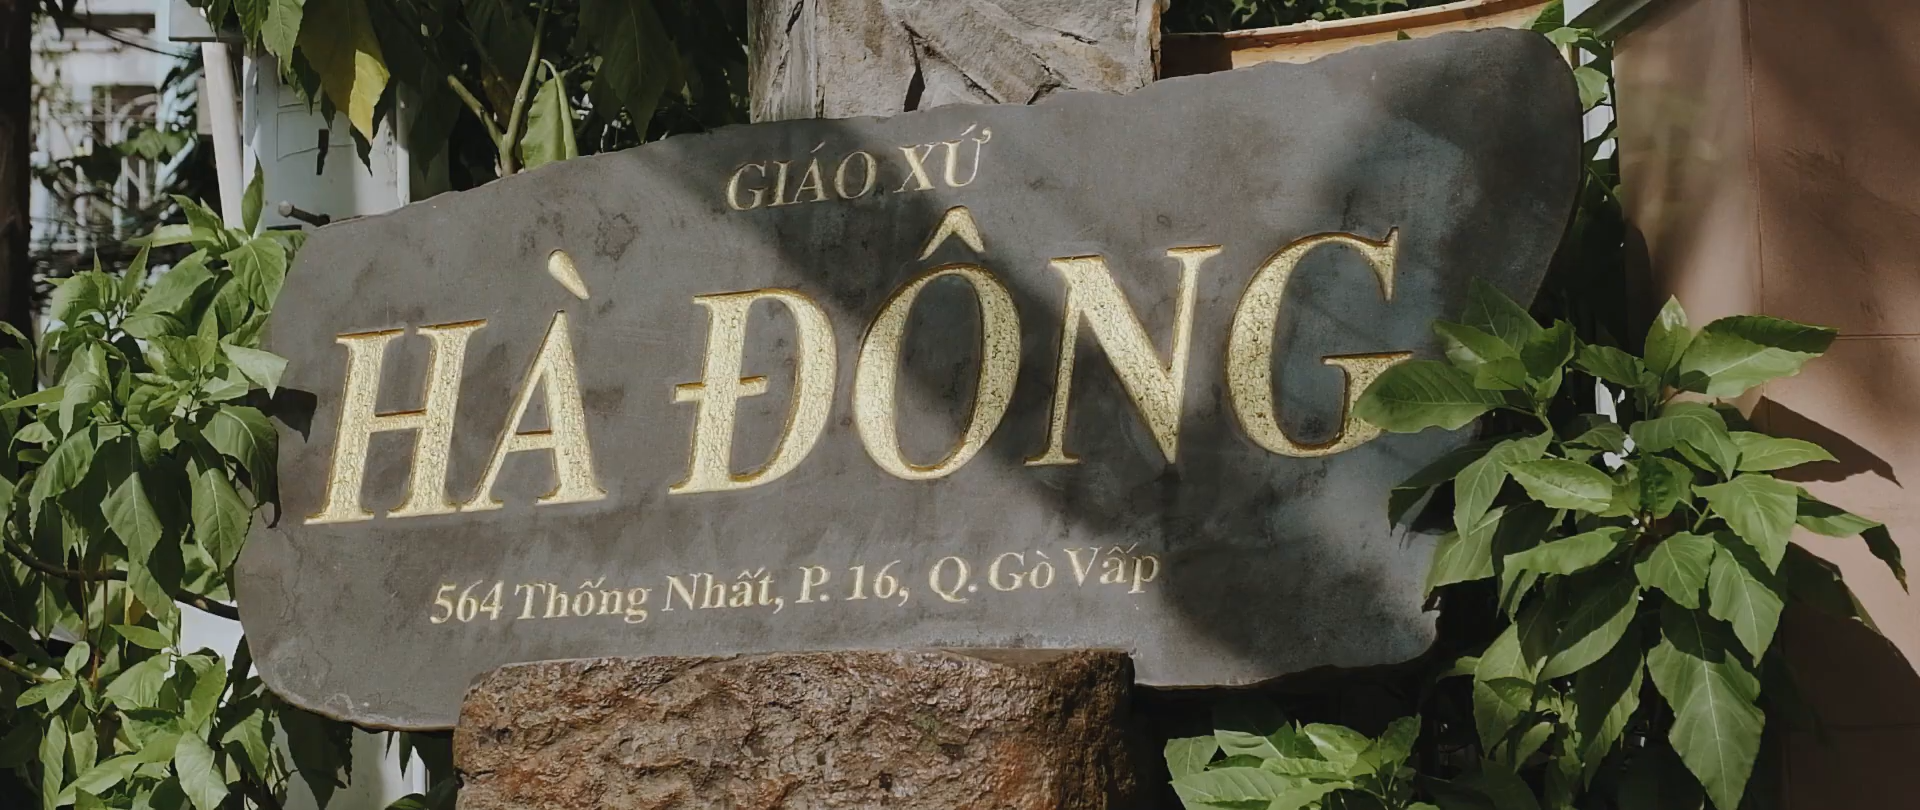 GIÁO XỨ
HÀ ĐÔNG
564 Thống Nhất, P. 16, Q. Gò Vấp